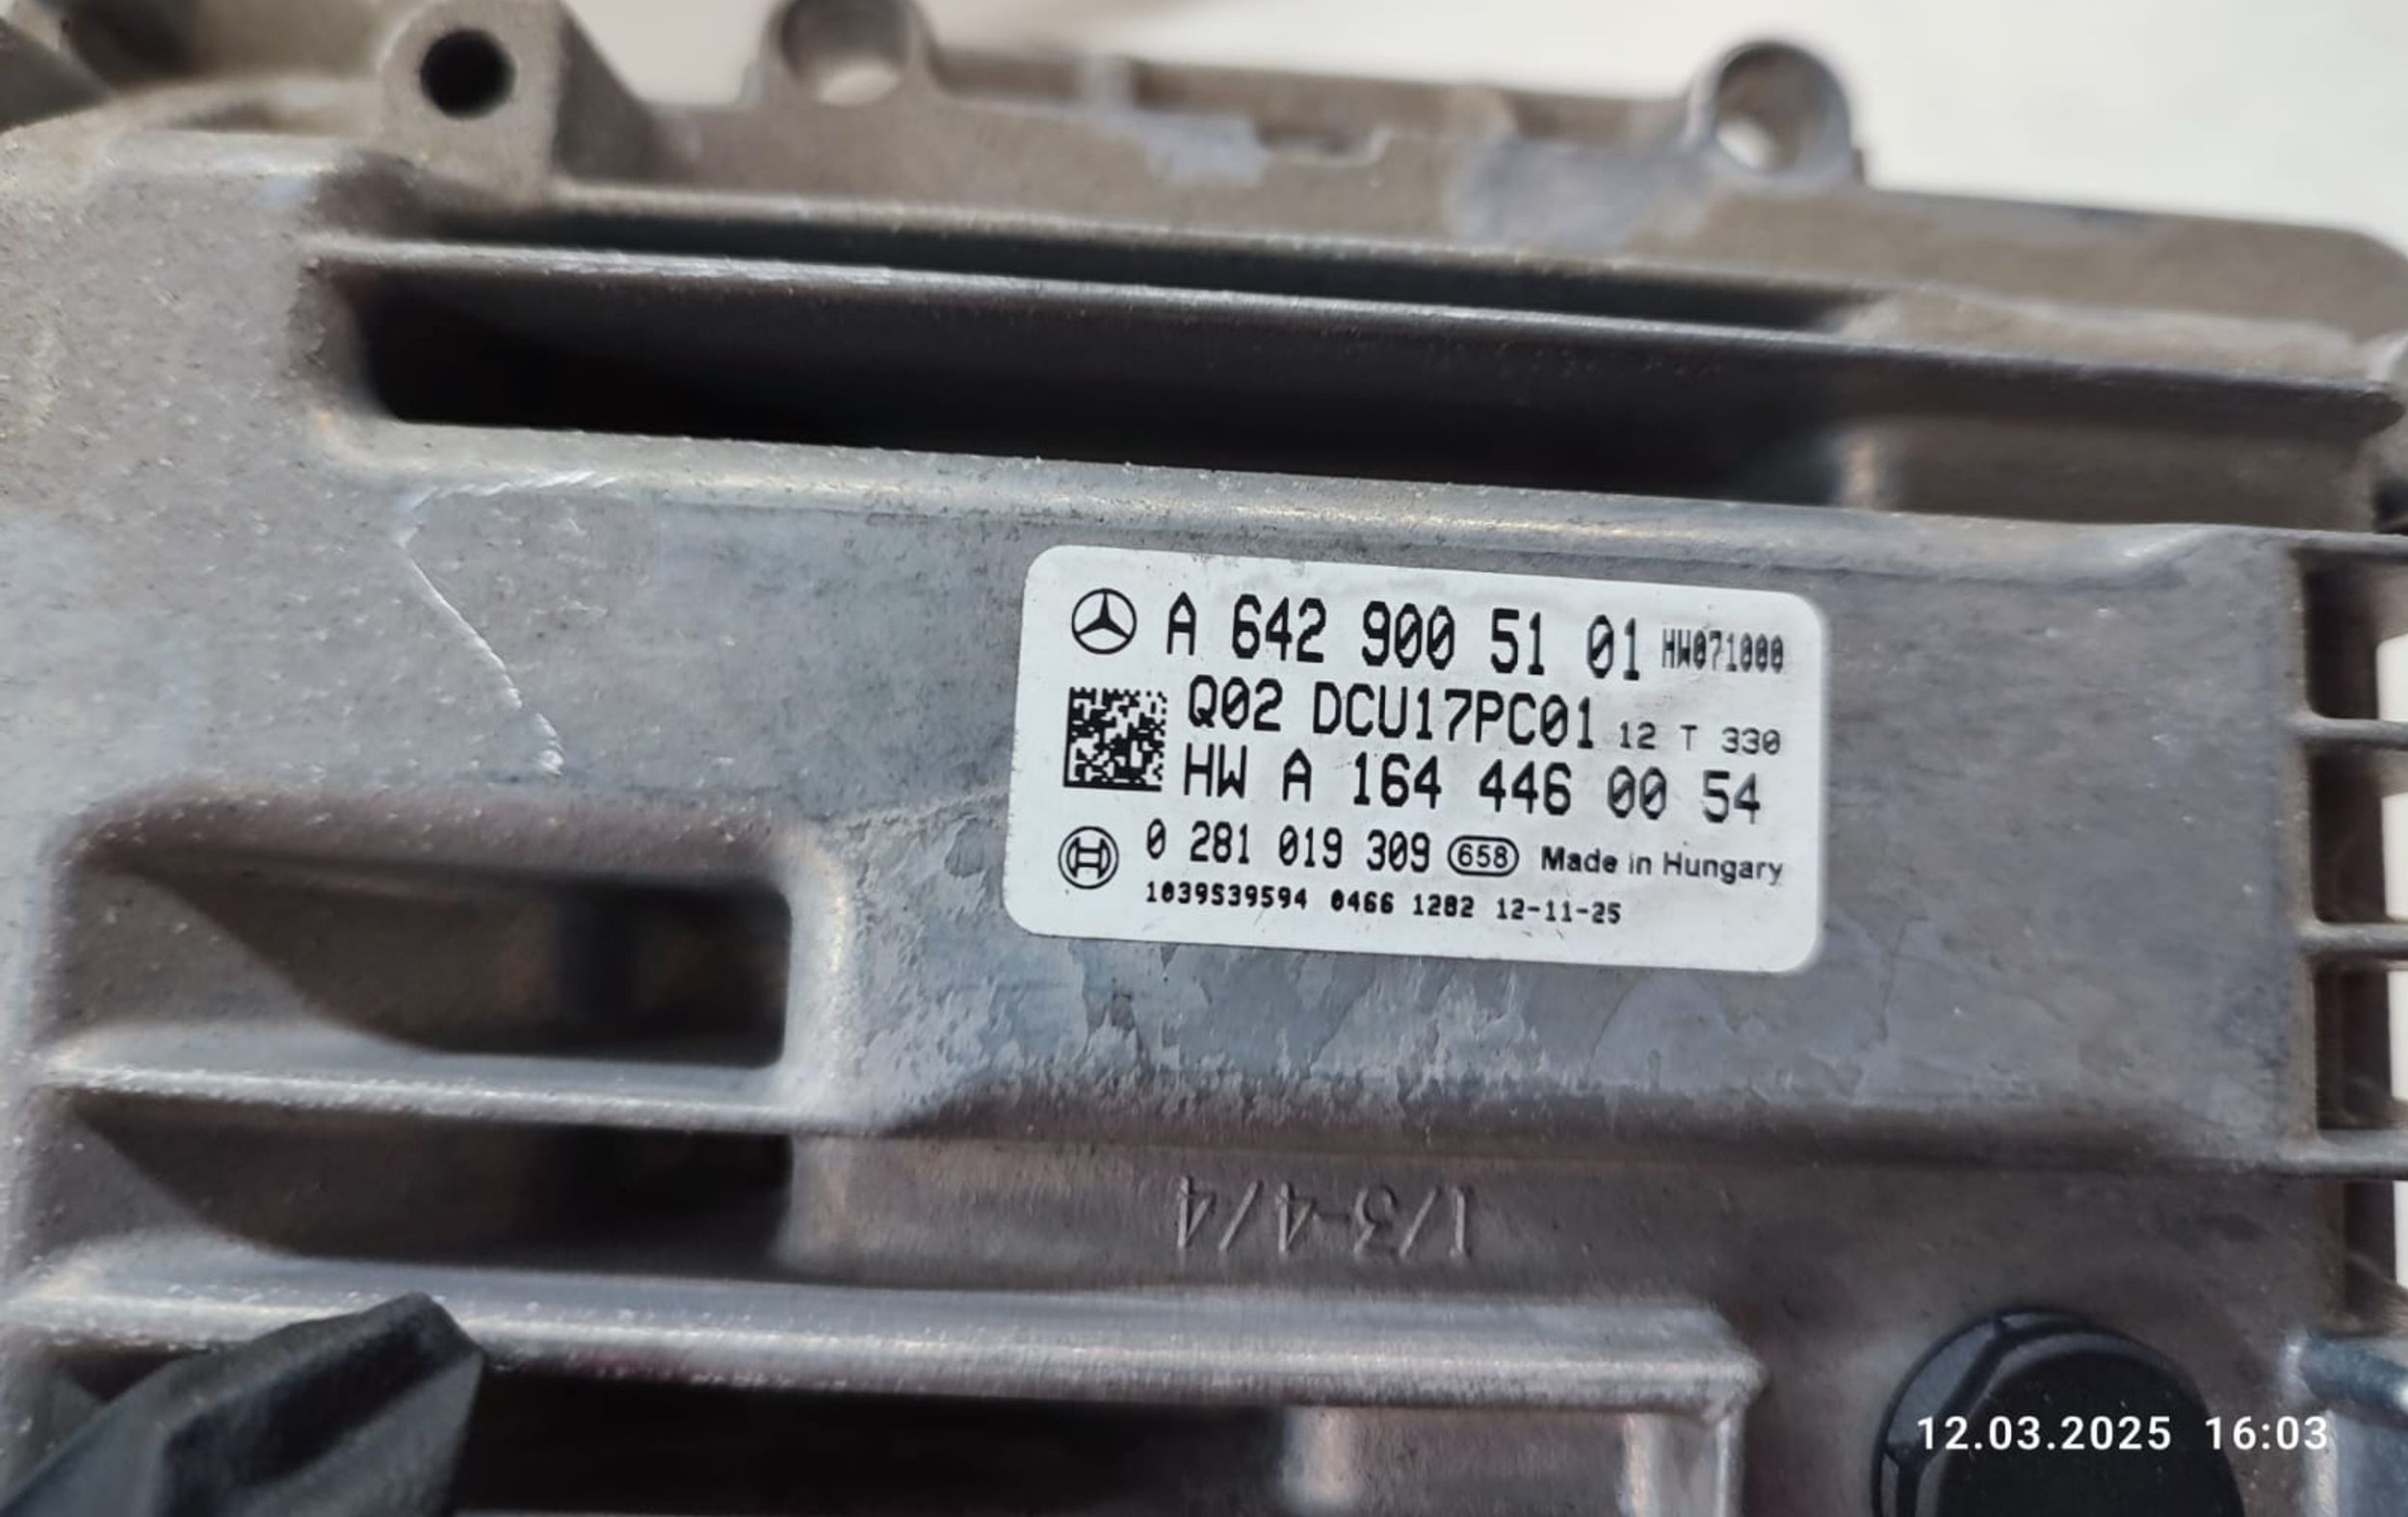 A 642 900 51 01 HW071000
Q02 DCU17PC01 12 T 330
HW A 164 446 00 54
0 281 019 309 658 Made in Hungary
1039S39594 0466 1282 12-11-25
1/3-4/4
12.03.2025 16:03